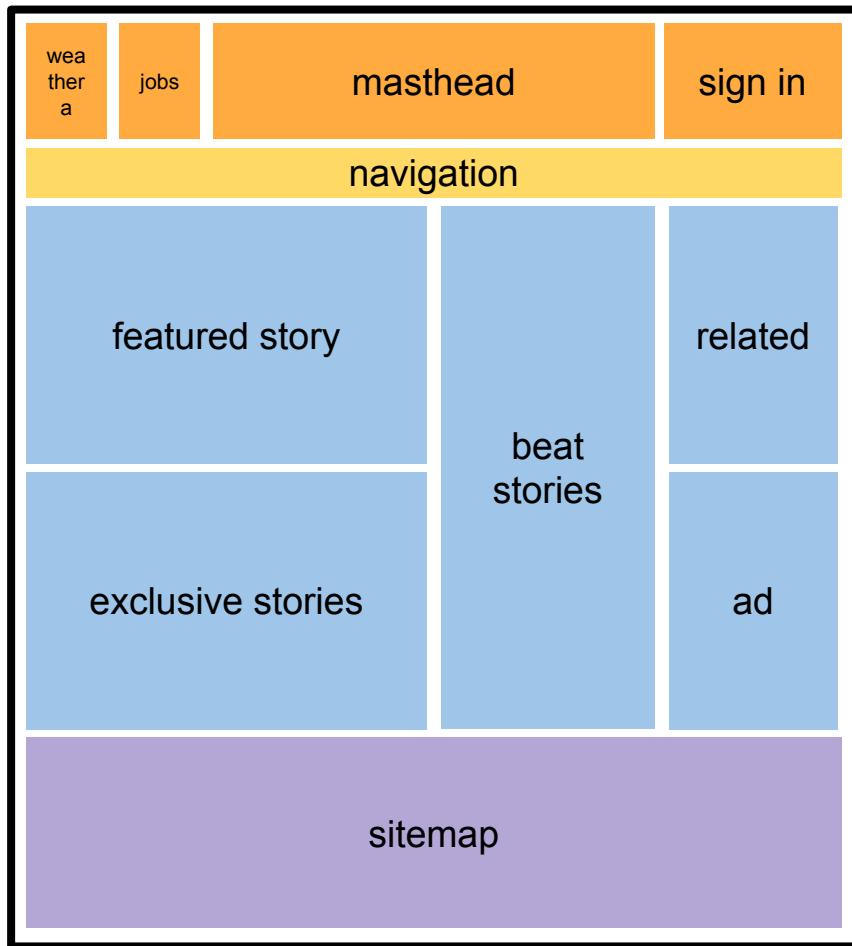 wea
ther
a
jobs
masthead
sign in
navigation
featured story
beat
stories
related
exclusive stories
ad
sitemap